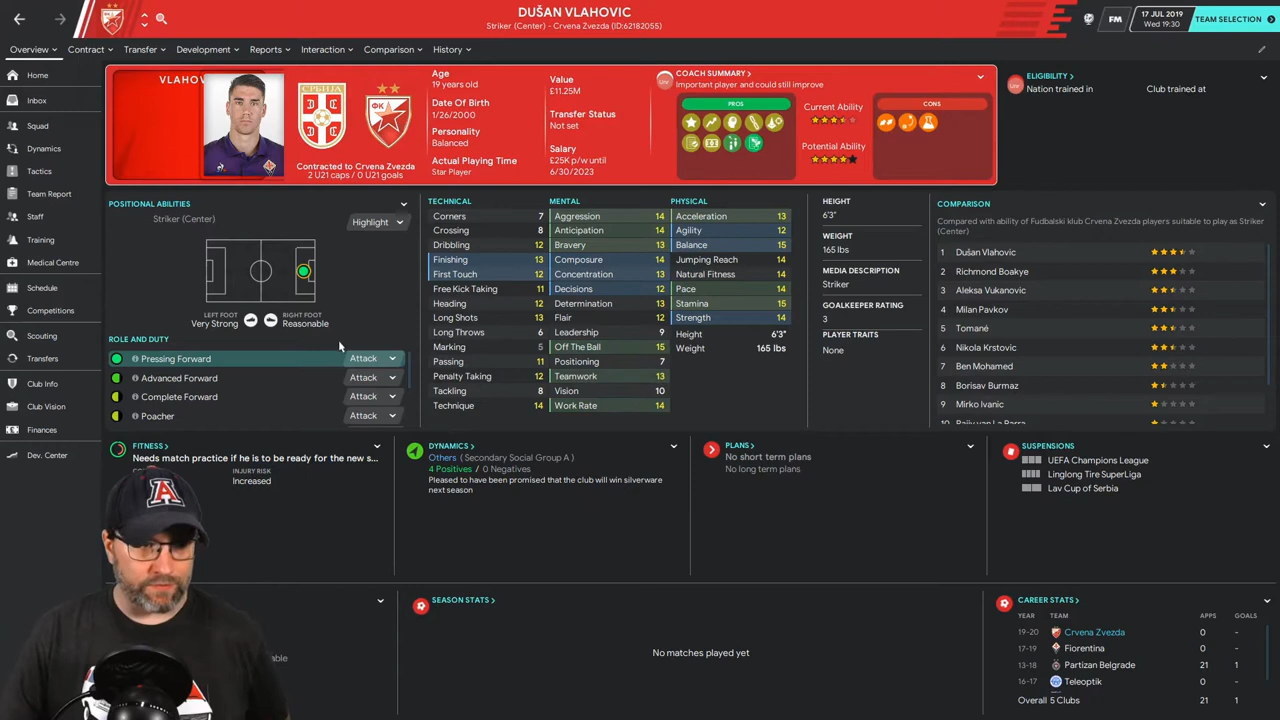 DUŠAN VLAHOVIC
Striker (Center) - Crvena Zvezda (ID:62182055)
FM
17 JUL 2019
Wed 19:30
TEAM SELECTION
Overview
Contract
Transfer
Development
Reports
Interaction
Comparison
History
Home
Inbox
Squad
Dynamics
Tactics
Team Report
Staff
Training
Medical Centre
Schedule
Competitions
Scouting
Transfers
Club Info
Club Vision
Finances
Dev. Center
СРБИЈА
Contracted to Crvena Zvezda
2 U21 caps / 0 U21 goals
Age
19 years old
Date Of Birth
1/26/2000
Personality
Balanced
Actual Playing Time
Star Player
Value
£11.25M
Transfer Status
Not set
Salary
£25K p/w until
6/30/2023
Unr
COACH SUMMARY
Important player and could still improve
PROS
Current Ability
Potential Ability
CONS
Unr
ELIGIBILITY
Nation trained in
Club trained at
POSITIONAL ABILITIES
Striker (Center)
Highlight
LEFT FOOT
Very Strong
RIGHT FOOT
Reasonable
ROLE AND DUTY
Pressing Forward Attack
Advanced Forward Attack
Complete Forward Attack
Poacher Attack
TECHNICAL
Corners 7
Crossing 8
Dribbling 12
Finishing 13
First Touch 12
Free Kick Taking 11
Heading 12
Long Shots 13
Long Throws 6
Marking 5
Passing 11
Penalty Taking 12
Tackling 8
Technique 14
MENTAL
Aggression 14
Anticipation 14
Bravery 13
Composure 14
Concentration 13
Decisions 12
Determination 13
Flair 12
Leadership 9
Off The Ball 15
Positioning 7
Teamwork 13
Vision 10
Work Rate 14
PHYSICAL
Acceleration 13
Agility 12
Balance 15
Jumping Reach 14
Natural Fitness 14
Pace 14
Stamina 15
Strength 14
Height 6'3"
Weight 165 lbs
HEIGHT
6'3"
WEIGHT
165 lbs
MEDIA DESCRIPTION
Striker
GOALKEEPER RATING
3
PLAYER TRAITS
None
COMPARISON
Compared with ability of Fudbalski klub Crvena Zvezda players suitable to play as Striker
(Center)
1 Dušan Vlahovic
2 Richmond Boakye
3 Aleksa Vukanovic
4 Milan Pavkov
5 Tomané
6 Nikola Krstovic
7 Ben Mohamed
8 Borisav Burmaz
9 Mirko Ivanic
FITNESS
Needs match practice if he is to be ready for the new s...
INJURY RISK
Increased
DYNAMICS
Others ( Secondary Social Group A )
4 Positives / 0 Negatives
Pleased to have been promised that the club will win silverware
next season
PLANS
No short term plans
No long term plans
SUSPENSIONS
UEFA Champions League
Linglong Tire SuperLiga
Lav Cup of Serbia
SEASON STATS
No matches played yet
CAREER STATS
YEAR TEAM APPS GOALS
19-20 Crvena Zvezda 0 -
17-19 Fiorentina 0 -
13-18 Partizan Belgrade 21 1
16-17 Teleoptik 0 -
Overall 5 Clubs 21 1